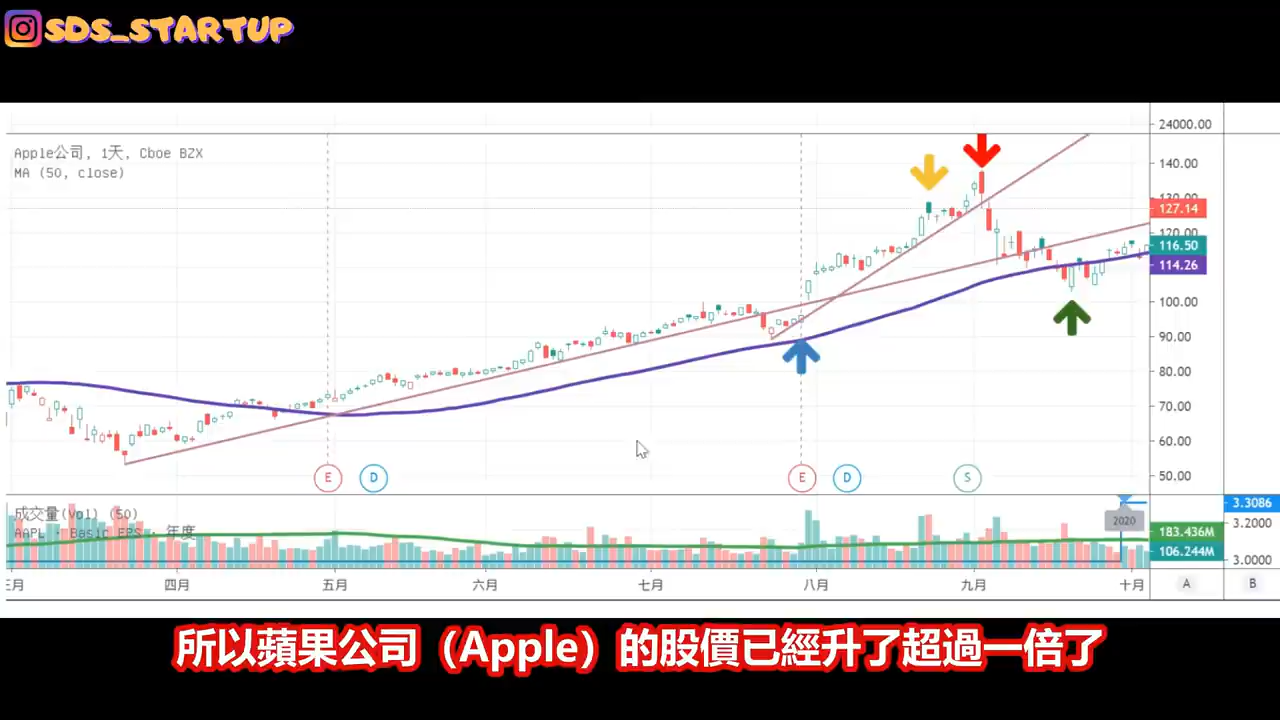 SDS_STARTUP
24000.00
Apple公司, 1天, Cboe BZX
MA (50, close)
140.00
130.00
127.14
120.00
116.50
114.26
100.00
90.00
80.00
70.00
60.00
50.00
E
D
E
D
S
成交量(Vol) (50)
AAPL · Basic EPS · 年度
2020
3.3086
3.2000
183.436M
106.244M
3.0000
三月
四月
五月
六月
七月
八月
九月
十月
A
B
所以蘋果公司（Apple）的股價已經升了超過一倍了